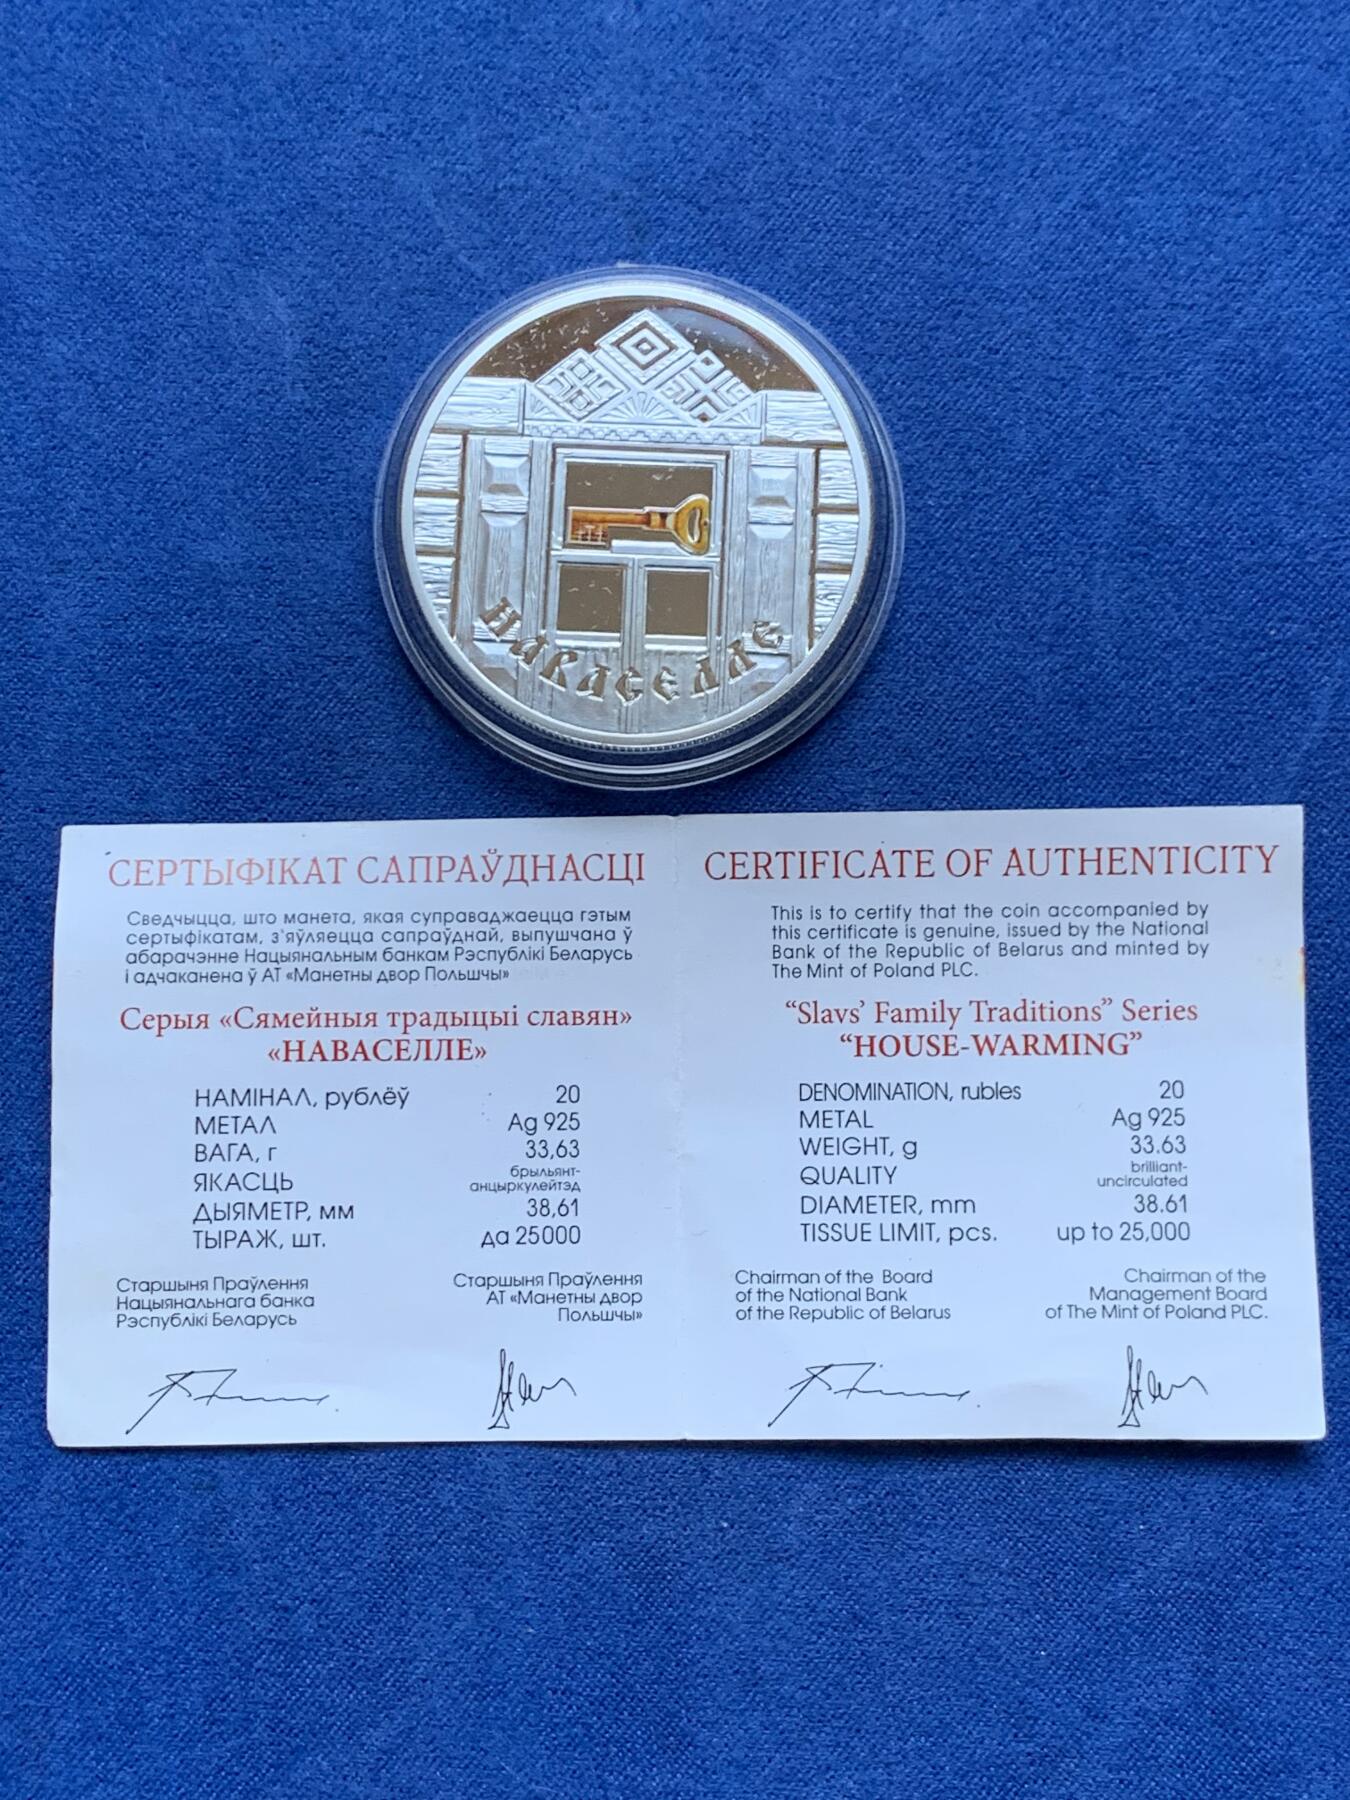 НАВАСЕЛЛЕ
СЕРТЫФІКАТ САПРАЎДНАСЦІ
Сведчыцца, што манета, якая суправаджаецца гэтым
сертыфікатам, з'яўляецца сапраўднай, выпушчана ў
абарачэнне Нацыянальным банкам Рэспублікі Беларусь
і адчаканена ў АТ «Манетны двор Польшчы»
Серыя «Сямейныя традыцыі славян»
«НАВАСЕЛЛЕ»
НАМІНАЛ, рублёў 20
МЕТАЛ Ag 925
ВАГА, г 33,63
ЯКАСЦЬ брыльянт-
анцыркулейтэд
ДЫЯМЕТР, мм 38,61
ТЫРАЖ, шт. да 25000
Старшыня Праўлення
Нацыянальнага банка
Рэспублікі Беларусь
Старшыня Праўлення
АТ «Манетны двор
Польшчы»
CERTIFICATE OF AUTHENTICITY
This is to certify that the coin accompanied by
this certificate is genuine, issued by the National
Bank of the Republic of Belarus and minted by
The Mint of Poland PLC.
“Slavs’ Family Traditions” Series
“HOUSE-WARMING”
DENOMINATION, rubles 20
METAL Ag 925
WEIGHT, g 33.63
QUALITY brilliant-
uncirculated
DIAMETER, mm 38.61
TISSUE LIMIT, pcs. up to 25,000
Chairman of the Board
of the National Bank
of the Republic of Belarus
Chairman of the
Management Board
of The Mint of Poland PLC.